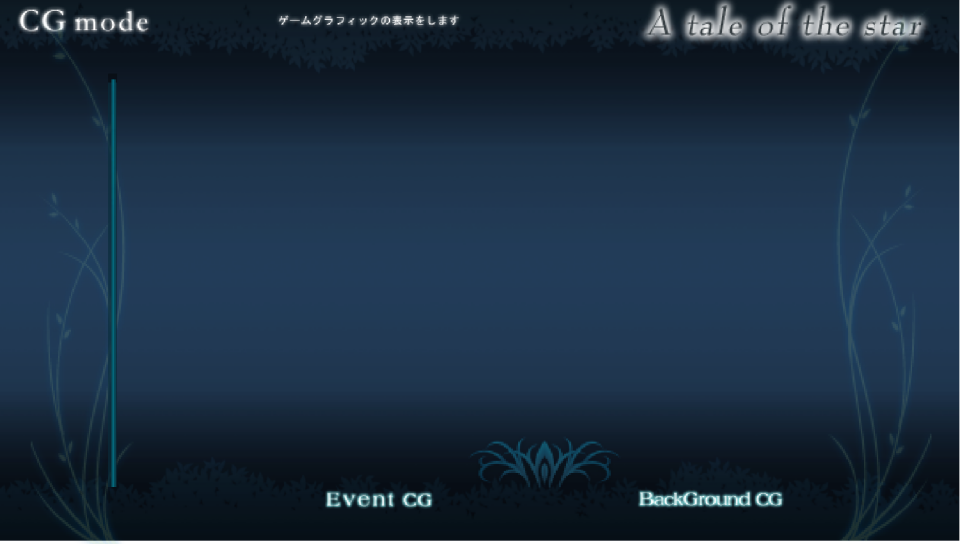 CG mode
ゲームグラフィックの表示をします
A tale of the star
Event CG
BackGround CG